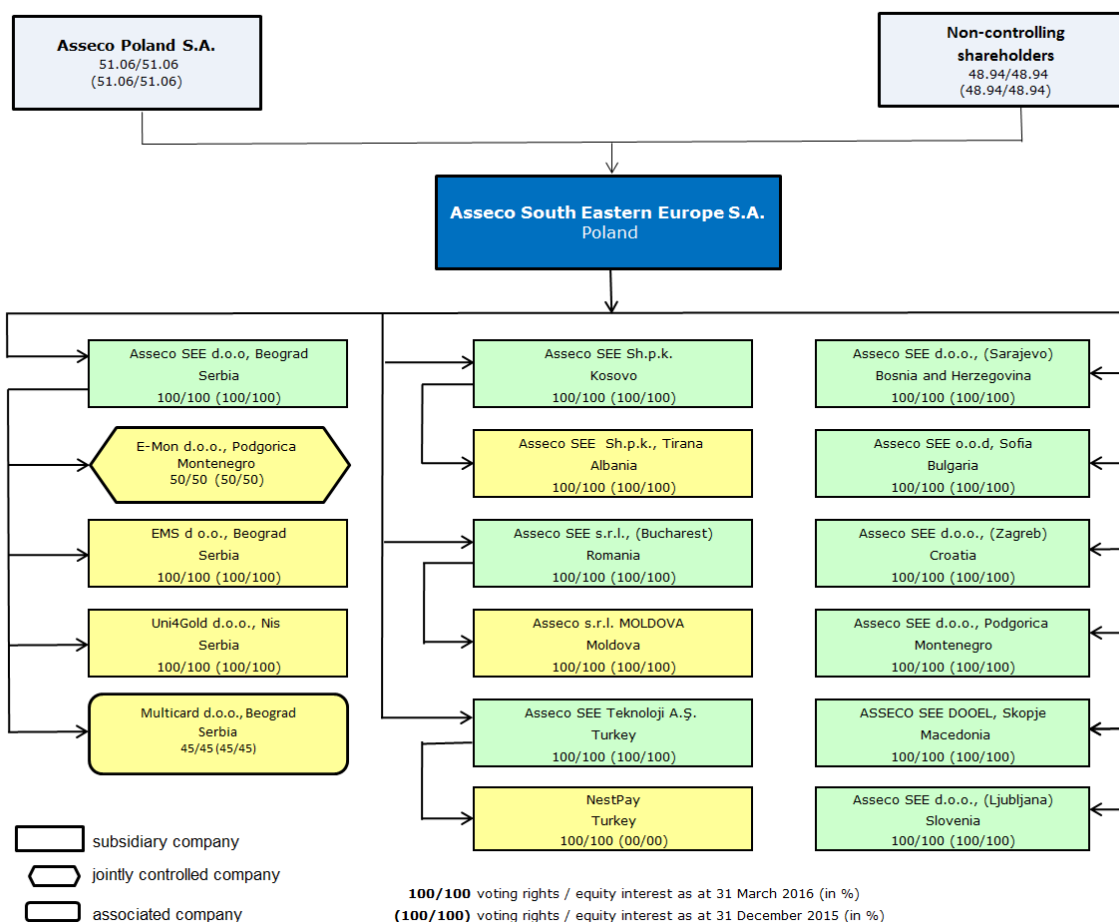 Asseco Poland S.A.
51.06/51.06
(51.06/51.06)
Non-controlling
shareholders
48.94/48.94
(48.94/48.94)
Asseco South Eastern Europe S.A.
Poland
Asseco SEE d.o.o, Beograd
Serbia
100/100 (100/100)
E-Mon d.o.o., Podgorica
Montenegro
50/50 (50/50)
EMS d o.o., Beograd
Serbia
100/100 (100/100)
Uni4Gold d.o.o., Nis
Serbia
100/100 (100/100)
Multicard d.o.o., Beograd
Serbia
45/45 (45/45)
Asseco SEE Sh.p.k.
Kosovo
100/100 (100/100)
Asseco SEE Sh.p.k., Tirana
Albania
100/100 (100/100)
Asseco SEE s.r.l., (Bucharest)
Romania
100/100 (100/100)
Asseco s.r.l. MOLDOVA
Moldova
100/100 (100/100)
Asseco SEE Teknoloji A.Ş.
Turkey
100/100 (100/100)
NestPay
Turkey
100/100 (00/00)
Asseco SEE d.o.o., (Sarajevo)
Bosnia and Herzegovina
100/100 (100/100)
Asseco SEE o.o.d, Sofia
Bulgaria
100/100 (100/100)
Asseco SEE d.o.o., (Zagreb)
Croatia
100/100 (100/100)
Asseco SEE d.o.o., Podgorica
Montenegro
100/100 (100/100)
ASSECO SEE DOOEL, Skopje
Macedonia
100/100 (100/100)
Asseco SEE d.o.o., (Ljubljana)
Slovenia
100/100 (100/100)
subsidiary company
jointly controlled company
associated company
100/100 voting rights / equity interest as at 31 March 2016 (in %)
(100/100) voting rights / equity interest as at 31 December 2015 (in %)